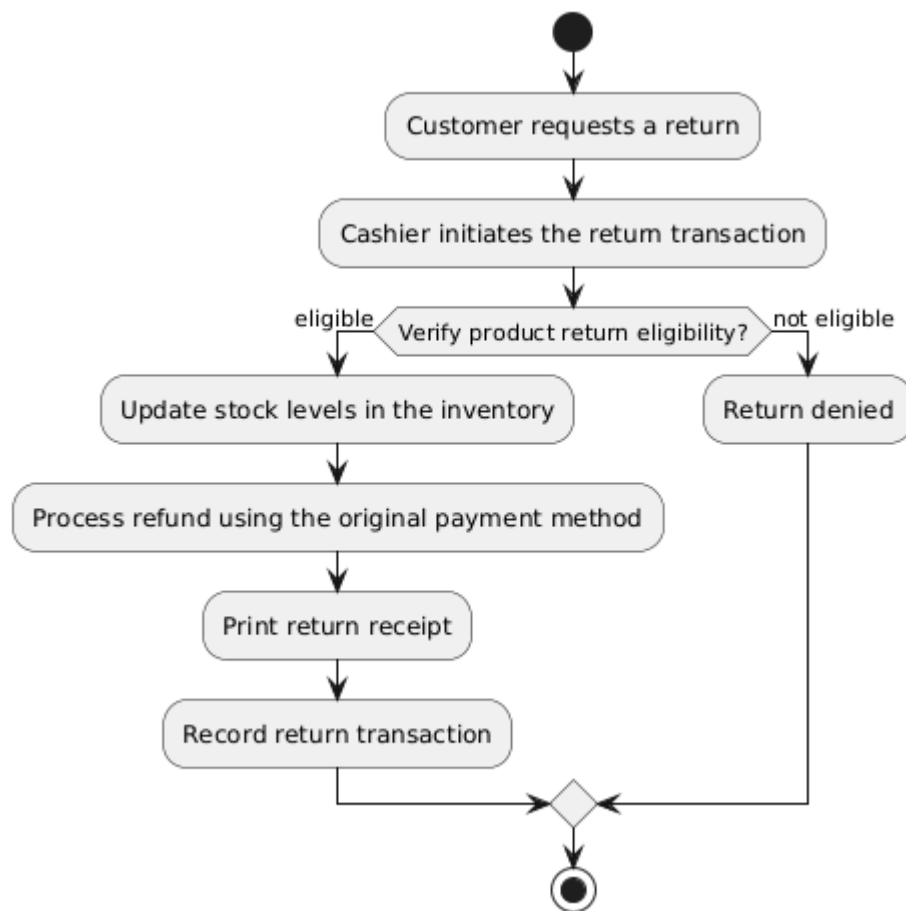 Customer requests a return
Cashier initiates the return transaction
eligible
Verify product return eligibility?
not eligible
Update stock levels in the inventory
Return denied
Process refund using the original payment method
Print return receipt
Record return transaction